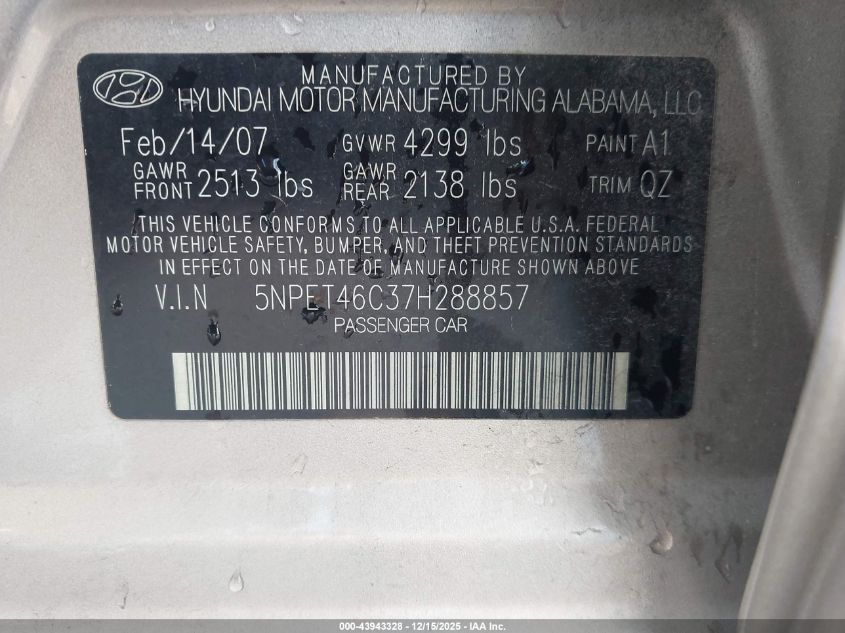 MANUFACTURED BY
HYUNDAI MOTOR MANUFACTURING ALABAMA, LLC
Feb/14/07 GVWR 4299 lbs PAINT A1
GAWR FRONT 2513 lbs GAWR REAR 2138 lbs TRIM QZ
THIS VEHICLE CONFORMS TO ALL APPLICABLE U.S.A. FEDERAL
MOTOR VEHICLE SAFETY, BUMPER, AND THEFT PREVENTION STANDARDS
IN EFFECT ON THE DATE OF MANUFACTURE SHOWN ABOVE.
V.I.N 5NPET46C37H288857
PASSENGER CAR
000-43943328 - 12/15/2025 - IAA Inc.